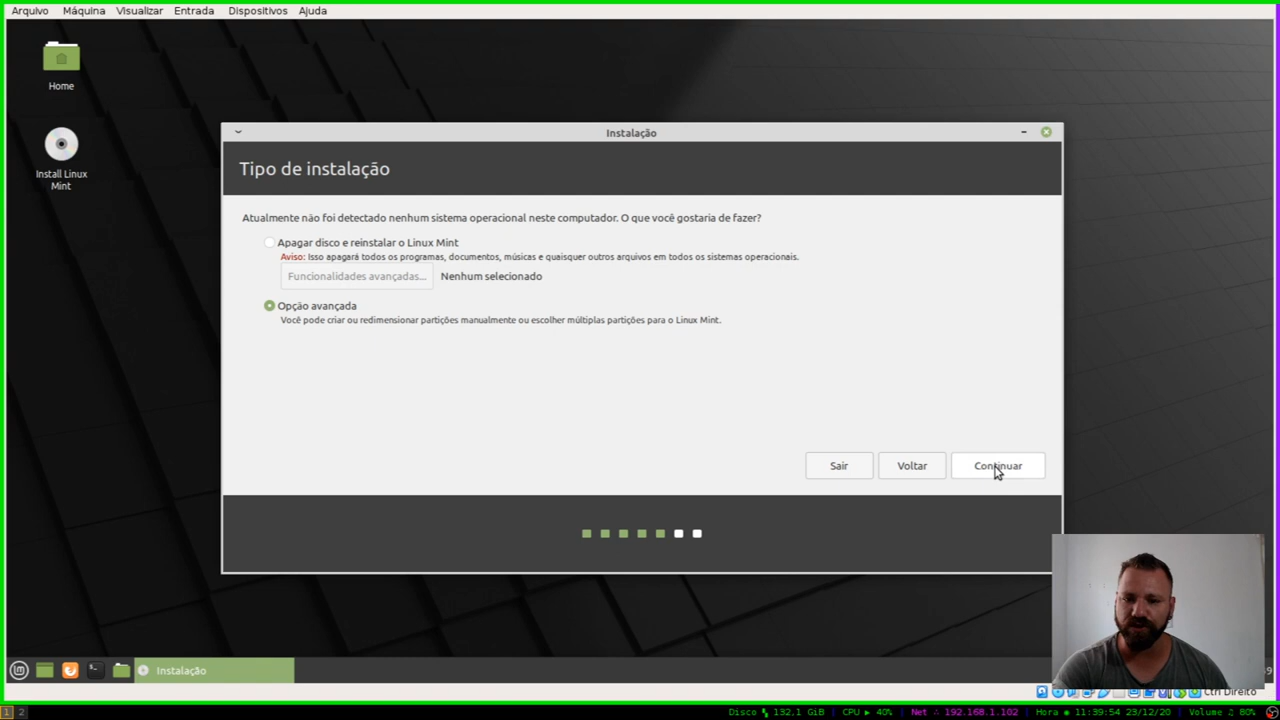 Arquivo Máquina Visualizar Entrada Dispositivos Ajuda
Home
Install Linux
Mint
Instalação
Tipo de instalação
Atualmente não foi detectado nenhum sistema operacional neste computador. O que você gostaria de fazer?
Apagar disco e reinstalar o Linux Mint
Aviso: Isso apagará todos os programas, documentos, músicas e quaisquer outros arquivos em todos os sistemas operacionais.
Funcionalidades avançadas... Nenhum selecionado
Opção avançada
Você pode criar ou redimensionar partições manualmente ou escolher múltiplas partições para o Linux Mint.
Sair Voltar Continuar
Instalação
Ctrl Direito
1 2 Disco 132,1 GiB CPU 40% Net 192.168.1.102 Hora 11:39:54 23/12/20 Volume 80%